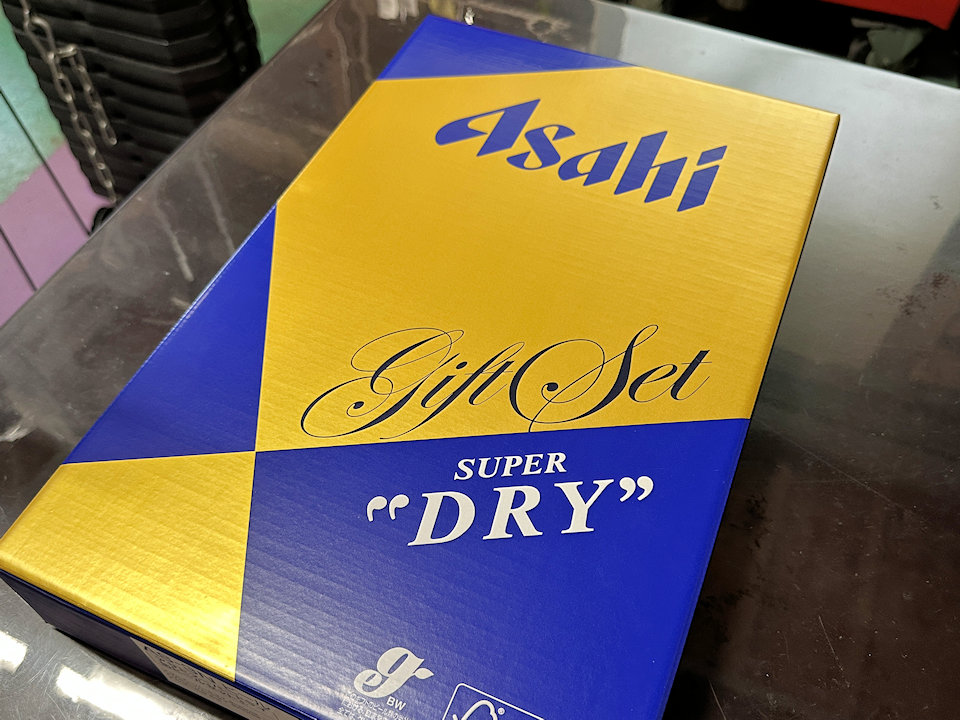 Asahi
Gift Set
SUPER
“DRY”
g
BW